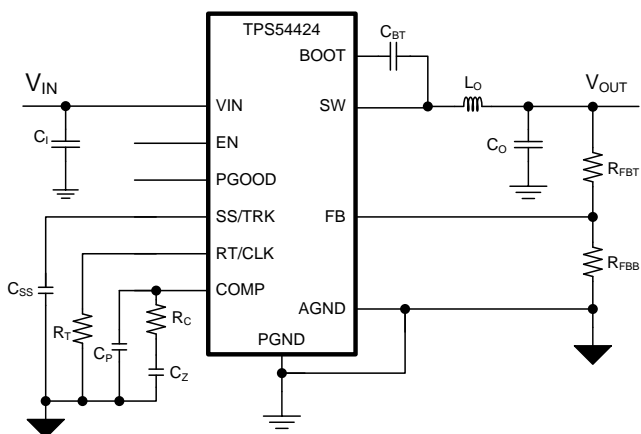 TPS54424
BOOT
C_BT
V_IN
VIN
SW
L_O
V_OUT
C_I
EN
C_O
R_FBT
PGOOD
SS/TRK
FB
RT/CLK
R_FBB
C_SS
COMP
AGND
R_T
C_P
R_C
PGND
C_Z